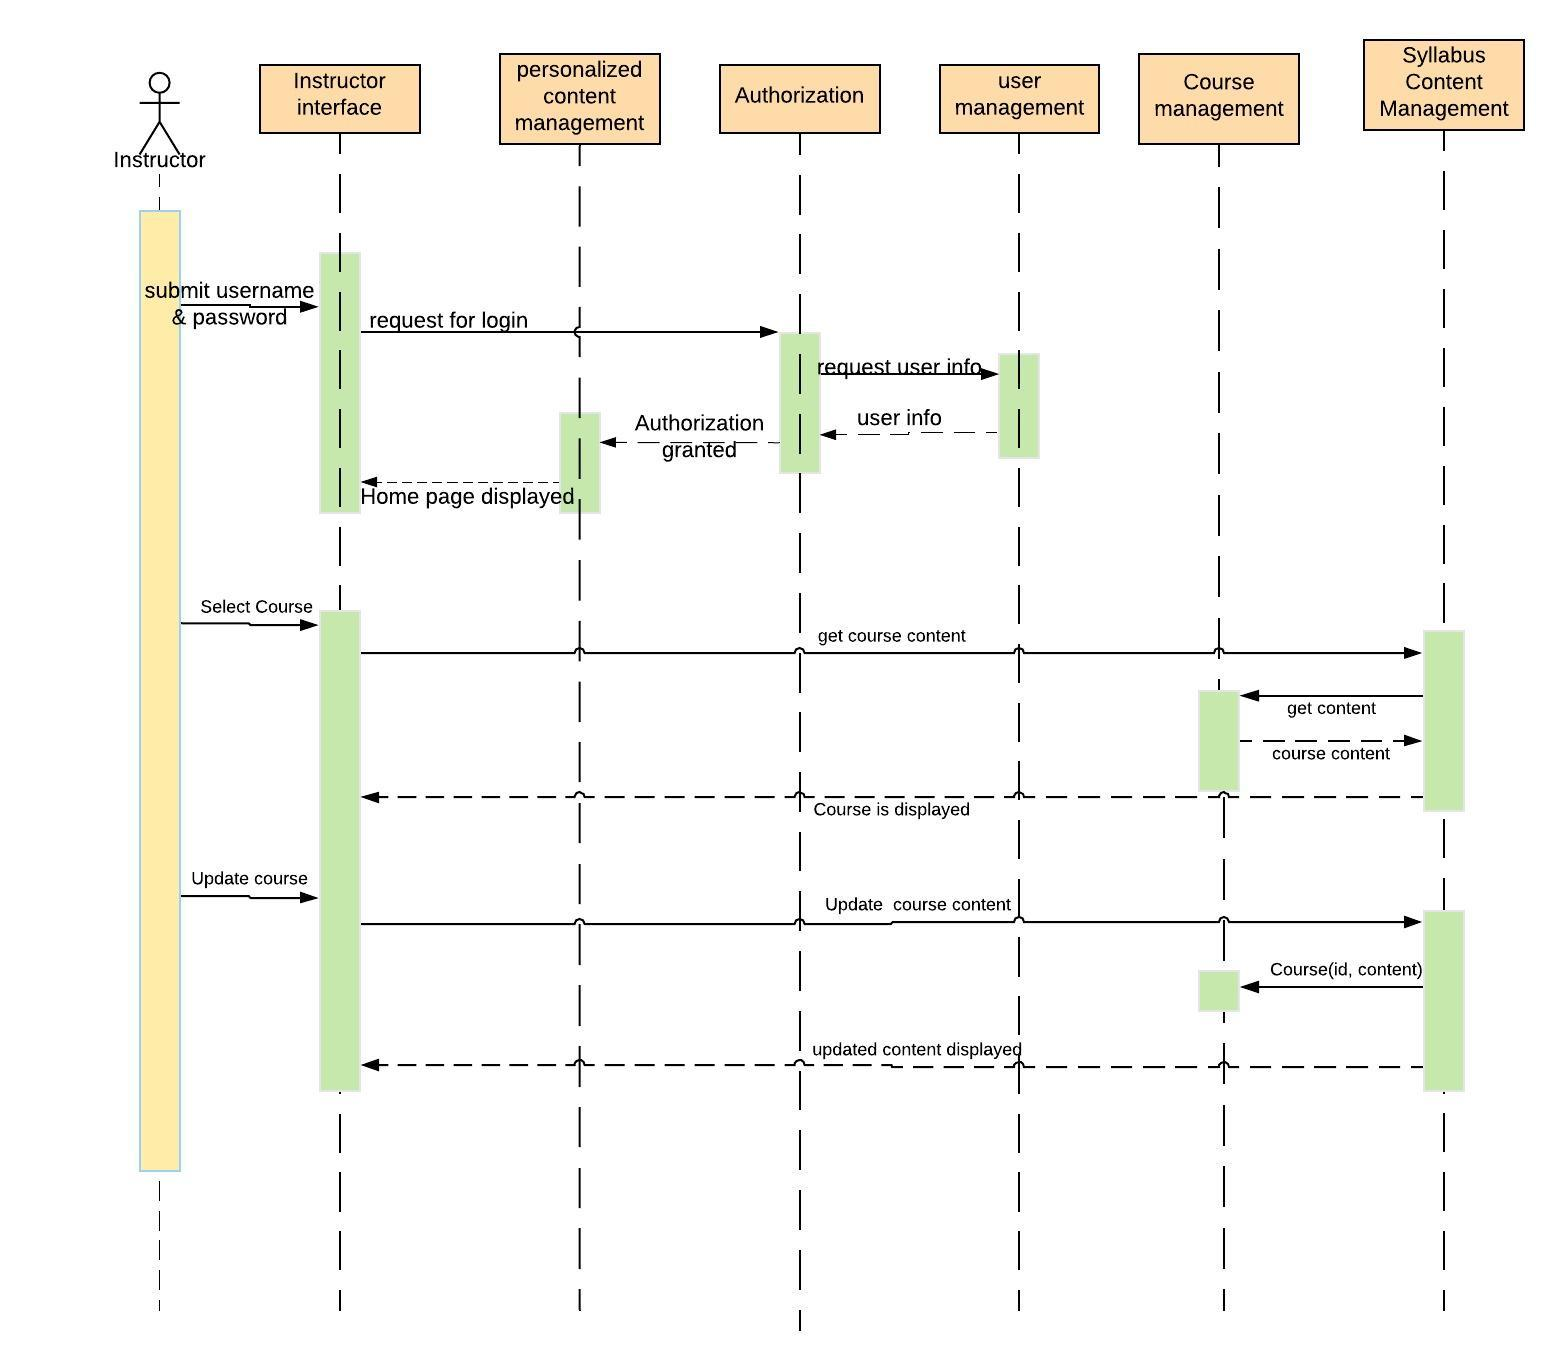 Instructor
Instructor
interface
personalized
content
management
Authorization
user
management
Course
management
Syllabus
Content
Management
submit username
& password
request for login
request user info
user info
Authorization
granted
Home page displayed
Select Course
get course content
get content
course content
Course is displayed
Update course
Update  course content
Course(id, content)
updated content displayed